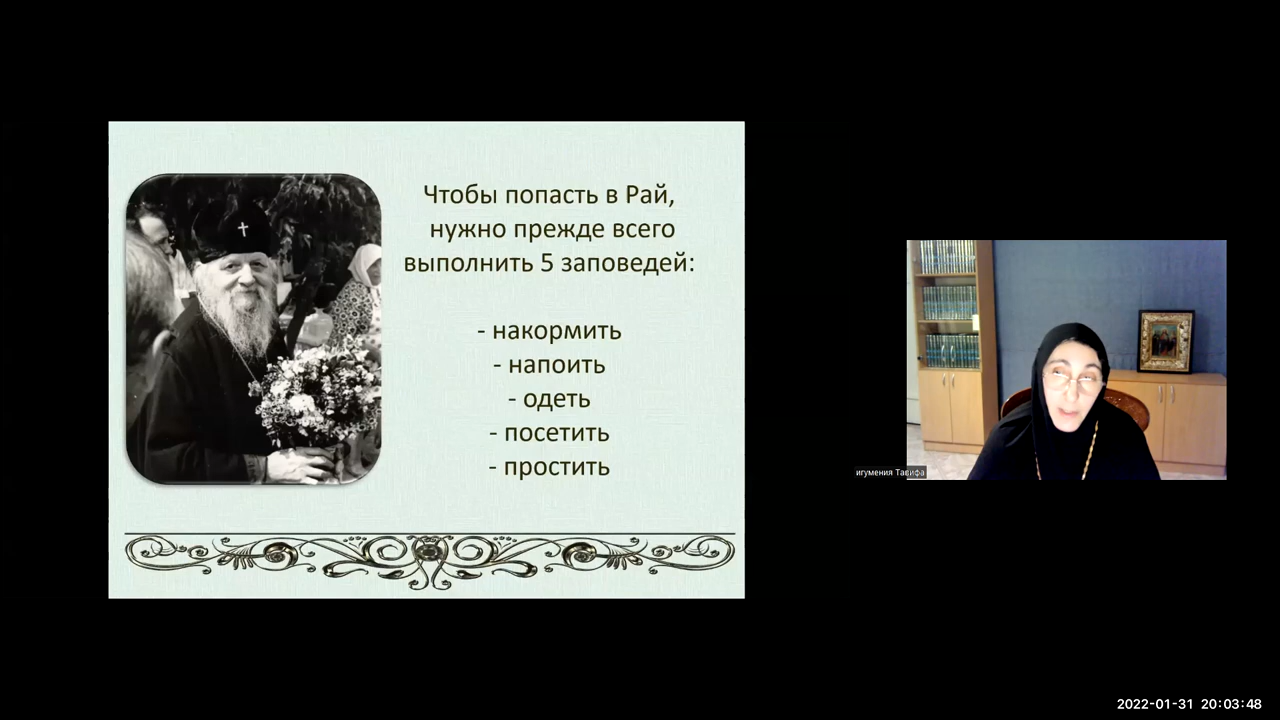 Чтобы попасть в Рай,
нужно прежде всего
выполнить 5 заповедей:
- накормить
- напоить
- одеть
- посетить
- простить
игумения Тавифа
2022-01-31 20:03:48